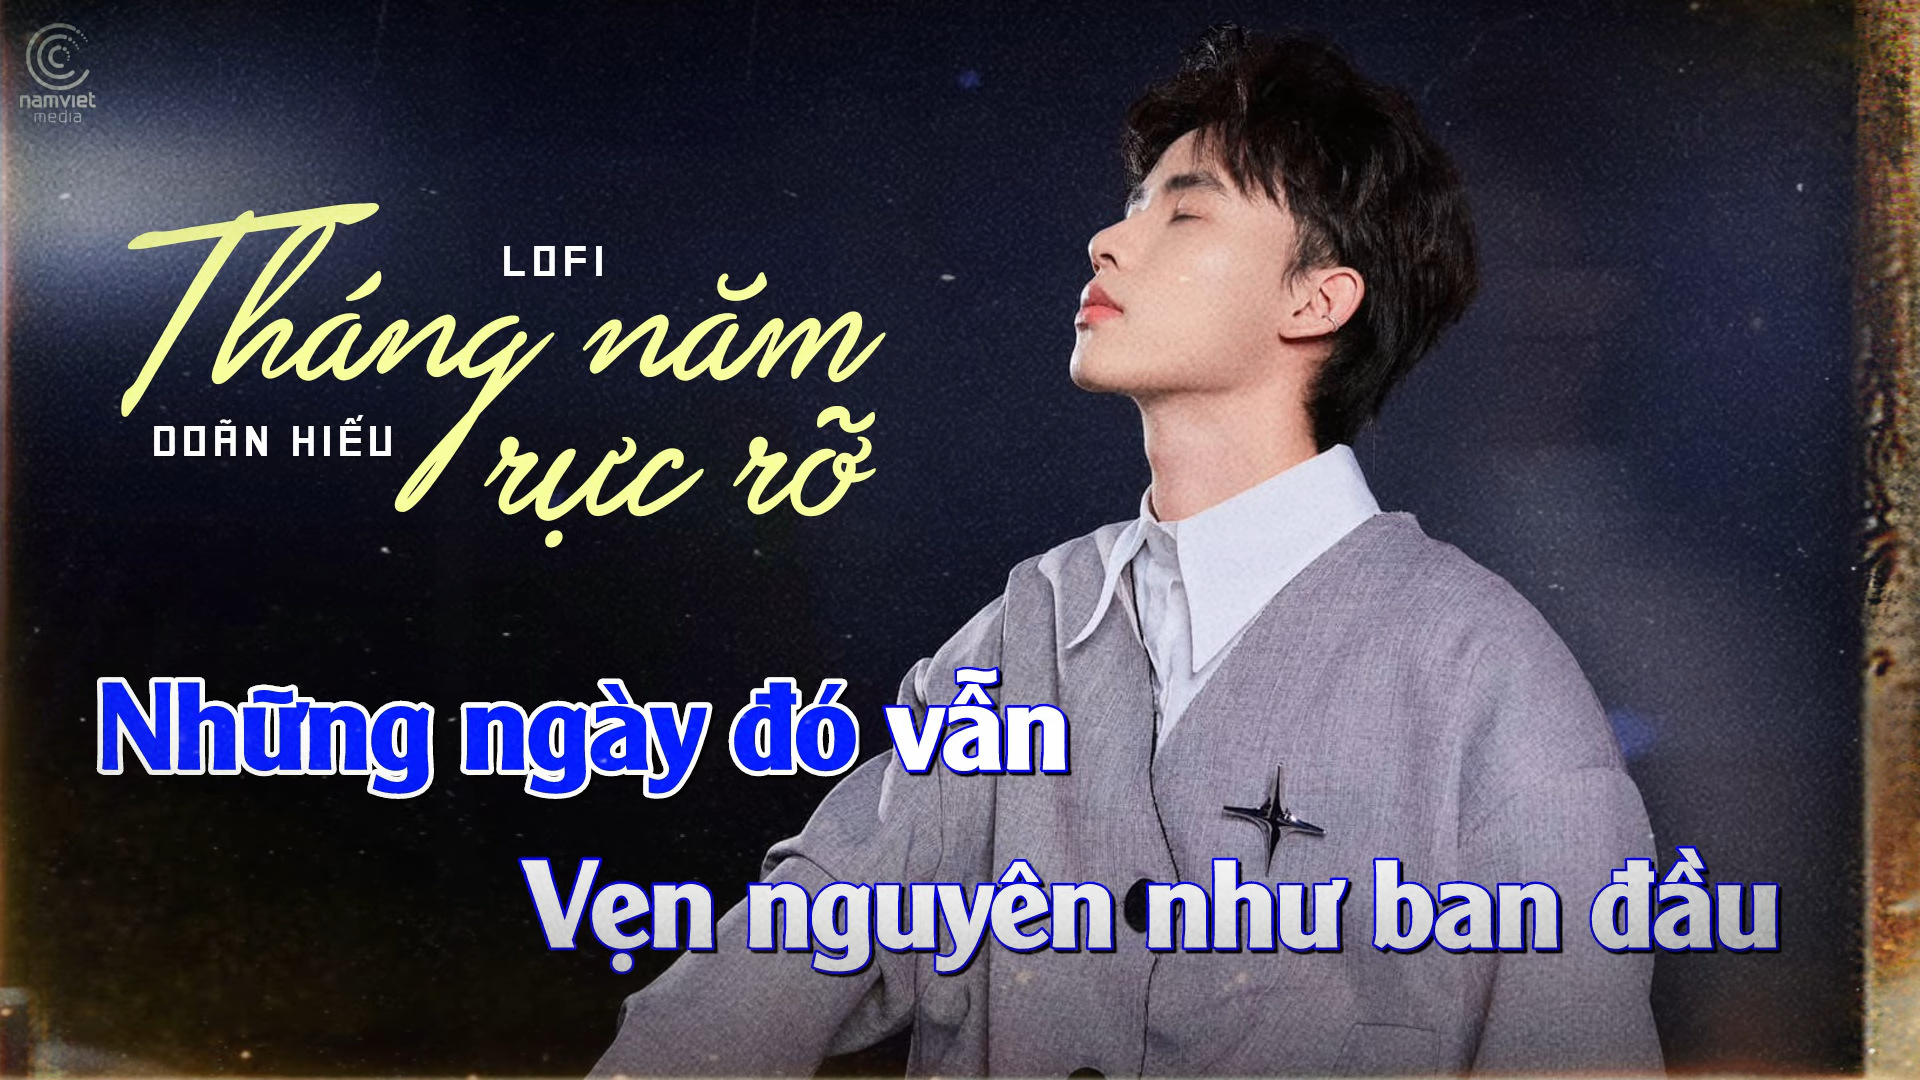 namviet
media
LOFI
Tháng năm
rực rỡ
DOÃN HIẾU
Những ngày đó vẫn
Vẹn nguyên như ban đầu